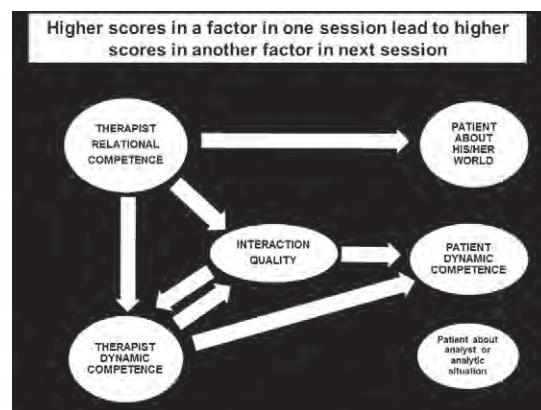 Higher scores in a factor in one session lead to higher
scores in another factor in next session
THERAPIST
RELATIONAL
COMPETENCE
PATIENT
ABOUT
HIS/HER
WORLD
INTERACTION
QUALITY
PATIENT
DYNAMIC
COMPETENCE
THERAPIST
DYNAMIC
COMPETENCE
Patient about
analyst or
analytic
situation